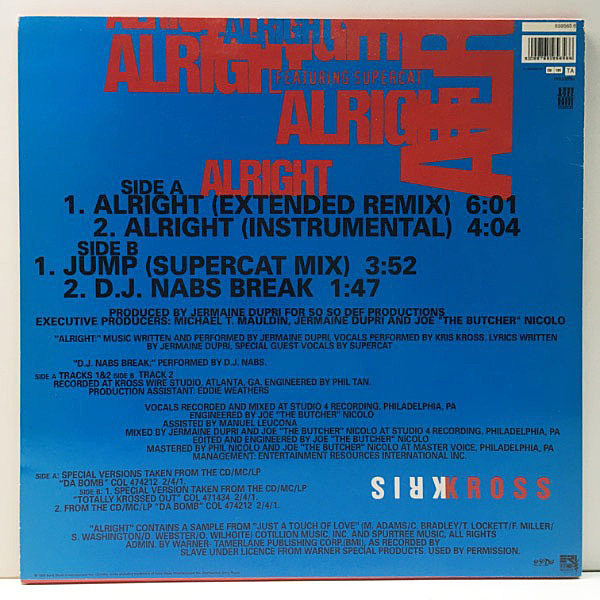 ALRIGHT
ALRIGHT
ALRIGHT
FEATURING SUPERCAT
ALRIGHT
ALRIGHT
TA
SIDE A
1. ALRIGHT (EXTENDED REMIX) 6:01
2. ALRIGHT (INSTRUMENTAL) 4:04
SIDE B
1. JUMP (SUPERCAT MIX) 3:52
2. D.J. NABS BREAK 1:47
PRODUCED BY JERMAINE DUPRI FOR SO SO DEF PRODUCTIONS
EXECUTIVE PRODUCERS: MICHAEL T. MAULDIN, JERMAINE DUPRI AND JOE "THE BUTCHER" NICOLO
"ALRIGHT:" MUSIC WRITTEN AND PERFORMED BY JERMAINE DUPRI, VOCALS PERFORMED BY KRIS KROSS, LYRICS WRITTEN
BY JERMAINE DUPRI, SPECIAL GUEST VOCALS BY SUPERCAT
"D.J. NABS BREAK:" PERFORMED BY D.J. NABS.
SIDE A TRACKS 1&2 SIDE B TRACK 2
RECORDED AT KROSS WIRE STUDIO, ATLANTA, GA. ENGINEERED BY PHIL TAN.
PRODUCTION ASSISTANT: EDDIE WEATHERS
VOCALS RECORDED AND MIXED AT STUDIO 4 RECORDING, PHILADELPHIA, PA
ENGINEERED BY JOE "THE BUTCHER" NICOLO
ASSISTED BY MANUEL LEUCONA
MIXED BY JERMAINE DUPRI AND JOE "THE BUTCHER" NICOLO AT STUDIO 4 RECORDING, PHILADELPHIA, PA
EDITED AND ENGINEERED BY JOE "THE BUTCHER" NICOLO
MASTERED BY PHIL NICOLO AND JOE "THE BUTCHER" NICOLO AT MASTER VOICE, PHILADELPHIA, PA
MANAGEMENT: ENTERTAINMENT RESOURCES INTERNATIONAL INC.
SIDE A: SPECIAL VERSIONS TAKEN FROM THE CD/MC/LP
"DA BOMB" COL 474212 2/4/1.
SIDE B: 1. SPECIAL VERSION TAKEN FROM THE CD/MC/LP
"TOTALLY KROSSED OUT" COL 471434 2/4/1.
2. FROM THE CD/MC/LP "DA BOMB" COL 474212 2/4/1.
KRIS KROSS
"ALRIGHT" CONTAINS A SAMPLE FROM "JUST A TOUCH OF LOVE" (M. ADAMS/C. BRADLEY/T. LOCKETT/F. MILLER/
S. WASHINGTON/D. WEBSTER/O. WILHOITE) COTILLION MUSIC, INC. AND SPURTREE MUSIC, ALL RIGHTS
ADMIN. BY WARNER- TAMERLANE PUBLISHING CORP.(BMI), AS RECORDED BY
SLAVE UNDER LICENCE FROM WARNER SPECIAL PRODUCTS. USED BY PERMISSION.